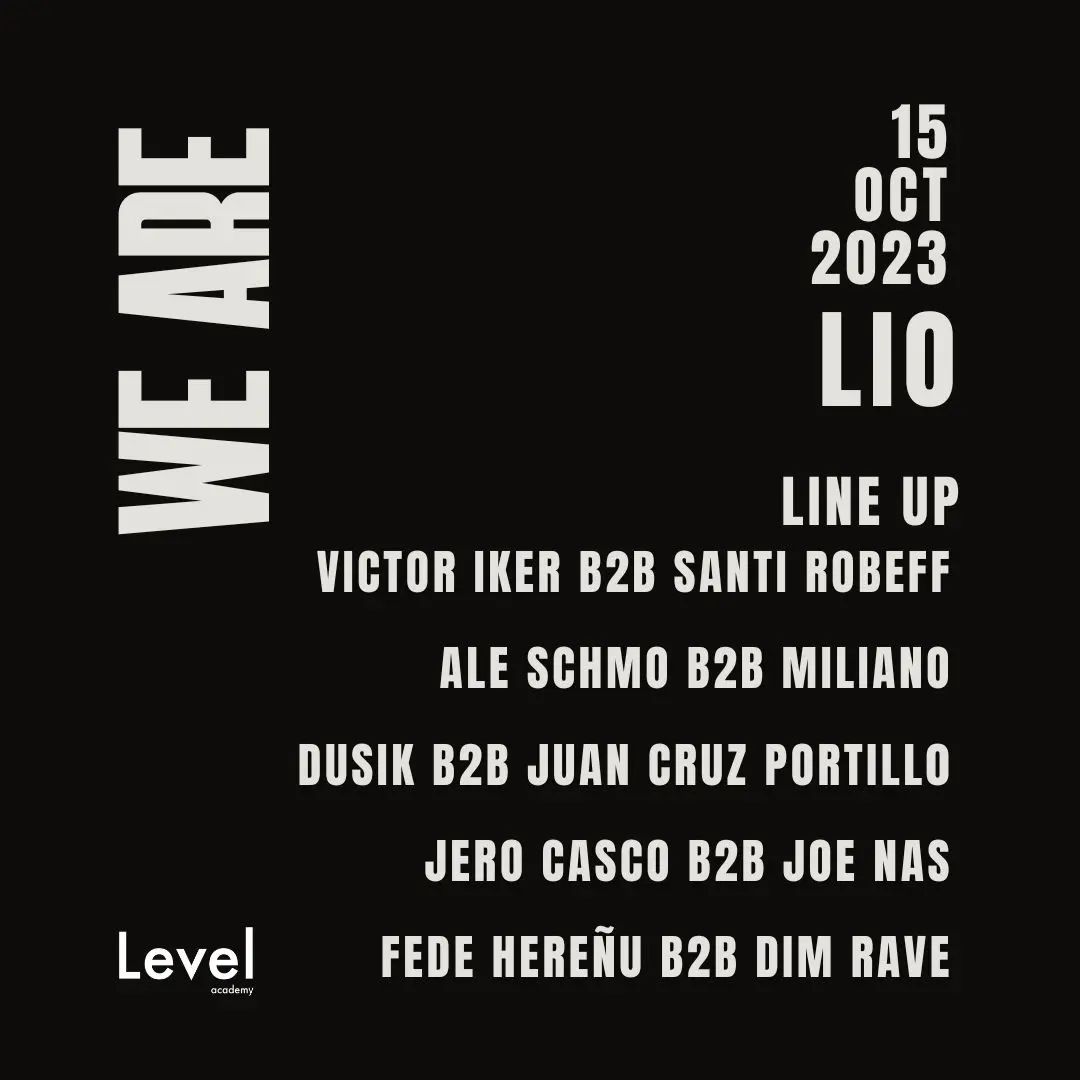 WE ARE
15
OCT
2023
LIO
LINE UP
VICTOR IKER B2B SANTI ROBEFF
ALE SCHMO B2B MILIANO
DUSIK B2B JUAN CRUZ PORTILLO
JERO CASCO B2B JOE NAS
FEDE HEREÑU B2B DIM RAVE
Level
academy